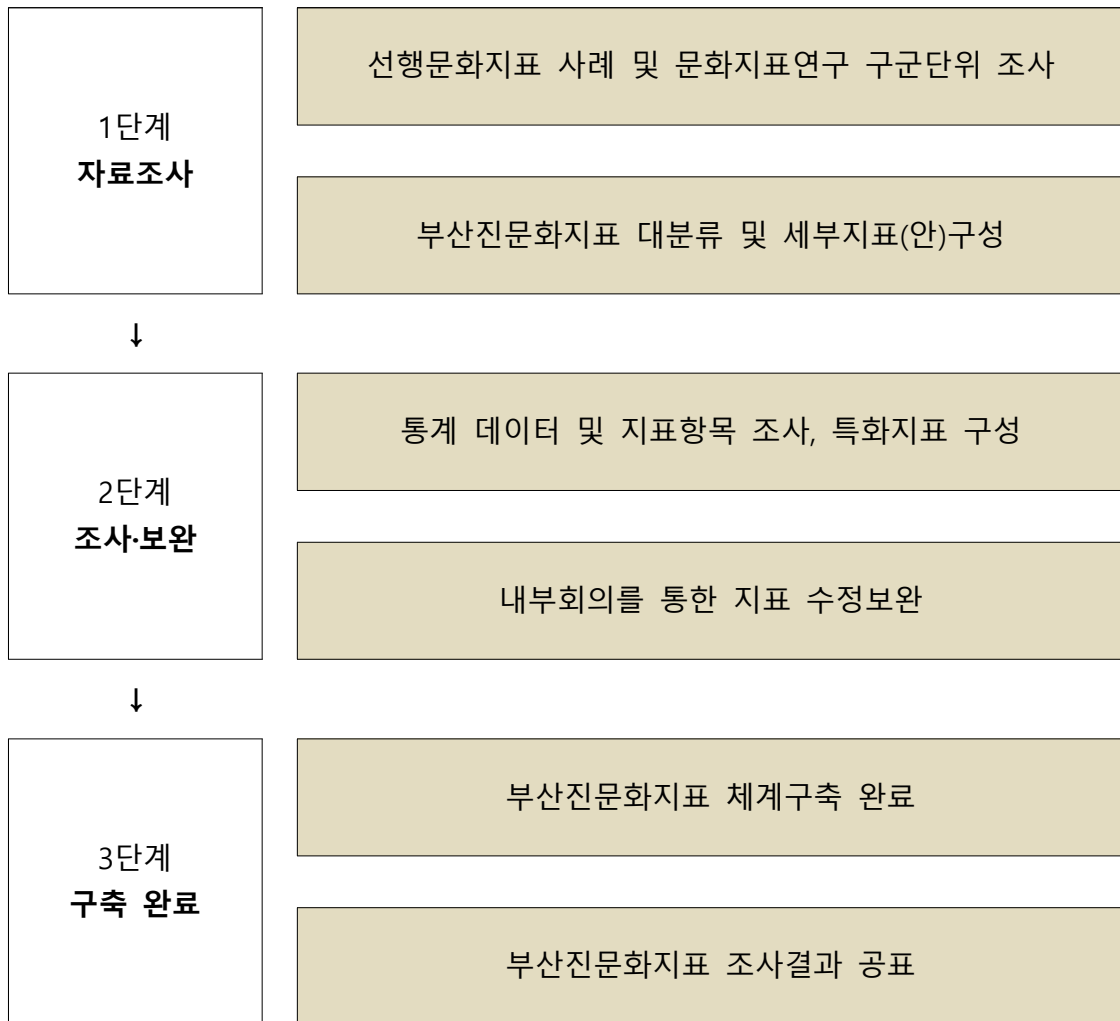 1단계
자료조사
선행문화지표 사례 및 문화지표연구 구군단위 조사
부산진문화지표 대분류 및 세부지표(안)구성
↓
2단계
조사·보완
통계 데이터 및 지표항목 조사, 특화지표 구성
내부회의를 통한 지표 수정보완
↓
3단계
구축 완료
부산진문화지표 체계구축 완료
부산진문화지표 조사결과 공표